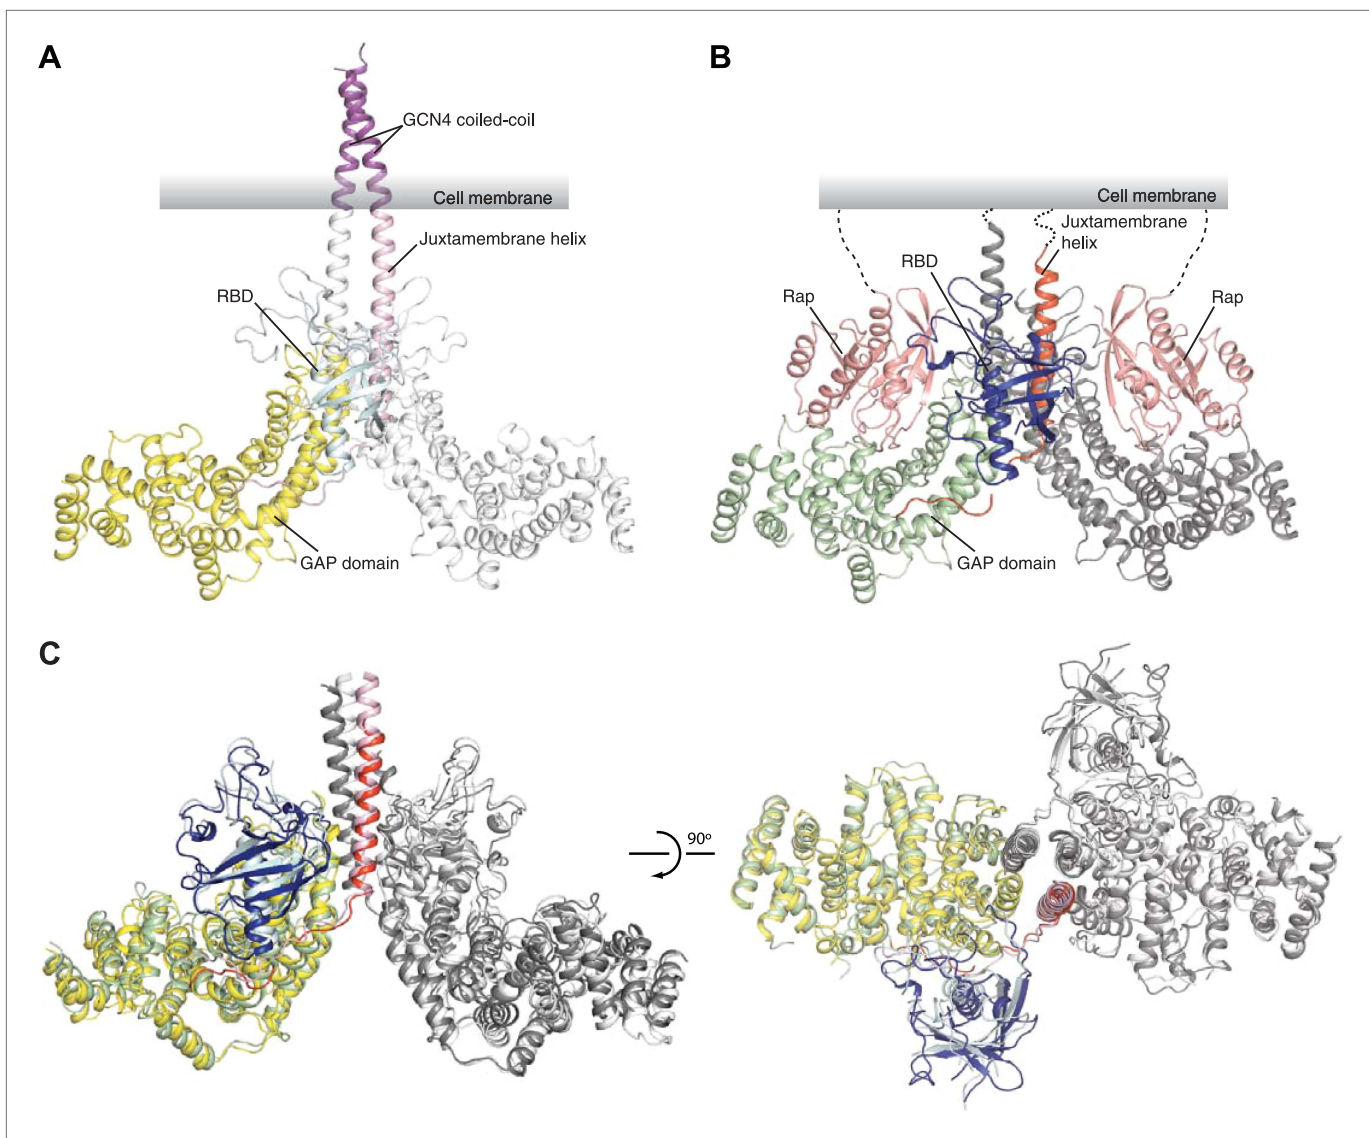 A
GCN4 coiled-coil
Cell membrane
Juxtamembrane helix
RBD
GAP domain
B
Cell membrane
Juxtamembrane
helix
RBD
Rap
Rap
GAP domain
C
90º